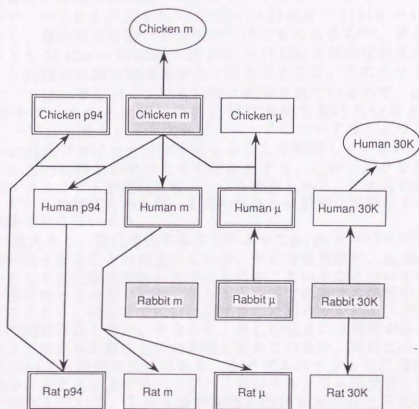 Chicken m
Chicken p94
Chicken m
Chicken μ
Human 30K
Human p94
Human m
Human μ
Human 30K
Rabbit m
Rabbit μ
Rabbit 30K
Rat p94
Rat m
Rat μ
Rat 30K